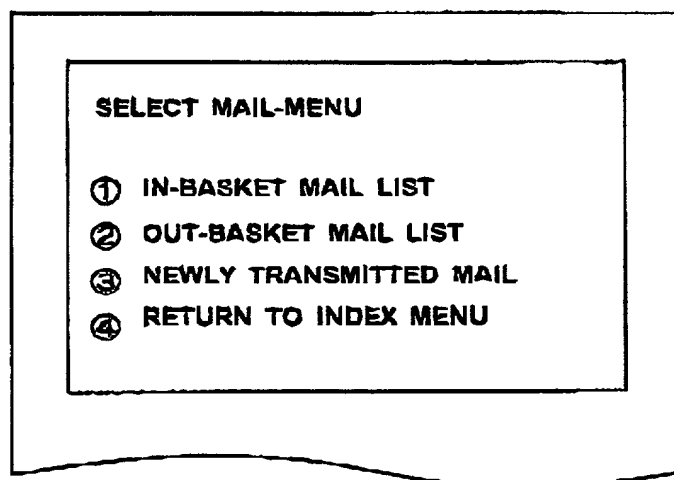 SELECT MAIL-MENU
① IN-BASKET MAIL LIST
② OUT-BASKET MAIL LIST
③ NEWLY TRANSMITTED MAIL
④ RETURN TO INDEX MENU